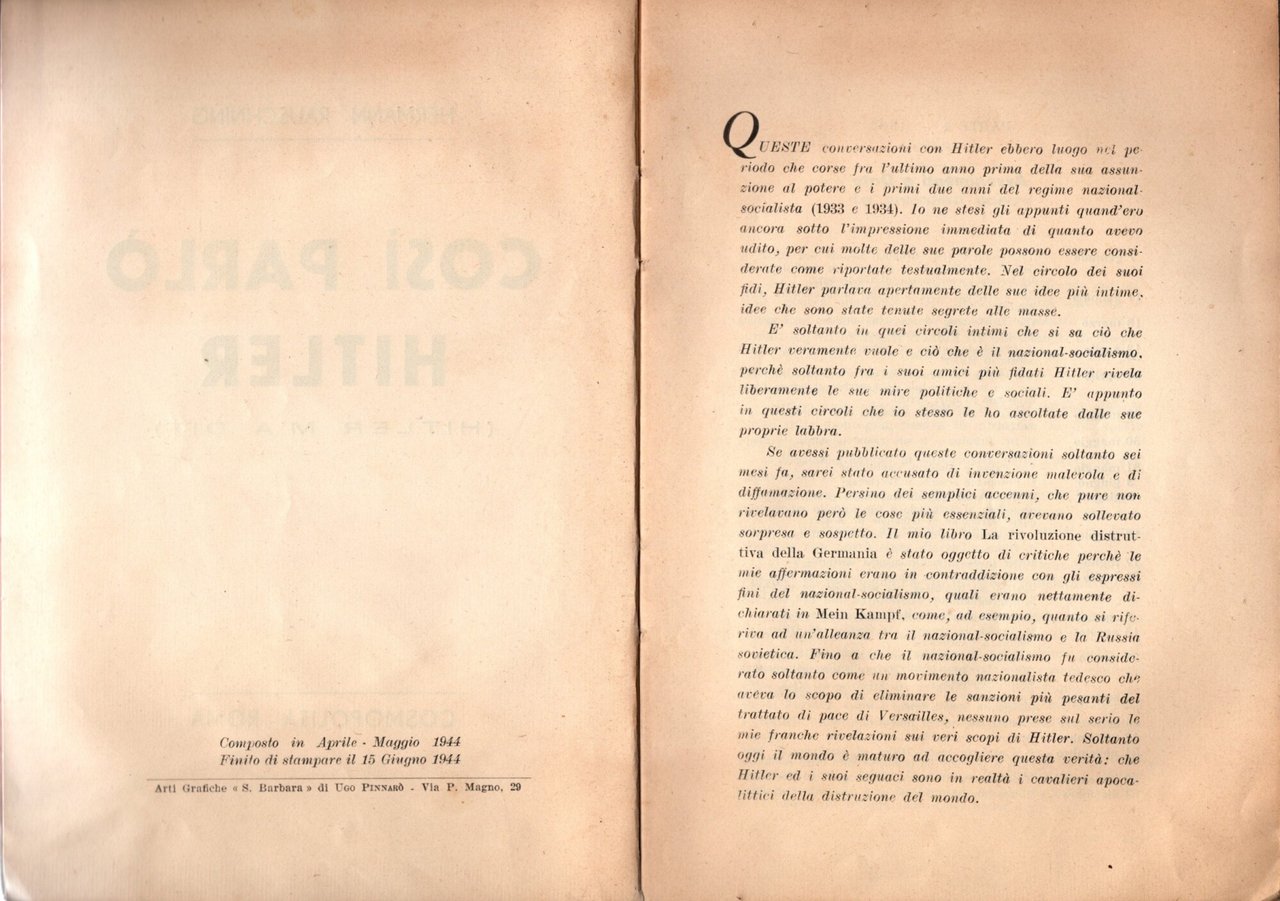 Composto in Aprile - Maggio 1944
Finito di stampare il 15 Giugno 1944
Arti Grafiche « S. Barbara » di UGO PINNARÒ - Via P. Magno, 29
QUESTE conversazioni con Hitler ebbero luogo nel pe-
riodo che corse fra l'ultimo anno prima della sua assun-
zione al potere e i primi due anni del regime nazional-
socialista (1933 e 1934). Io ne stesi gli appunti quand'ero
ancora sotto l'impressione immediata di quanto avevo
udito, per cui molte delle sue parole possono essere consi-
derate come riportate testualmente. Nel circolo dei suoi
fidi, Hitler parlava apertamente delle sue idee più intime,
idee che sono state tenute segrete alle masse.
E' soltanto in quei circoli intimi che si sa ciò che
Hitler veramente vuole e ciò che è il nazional-socialismo,
perchè soltanto fra i suoi amici più fidati Hitler rivela
liberamente le sue mire politiche e sociali. E' appunto
in questi circoli che io stesso le ho ascoltate dalle sue
proprie labbra.
Se avessi pubblicato queste conversazioni soltanto sei
mesi fa, sarei stato accusato di invenzione malevola e di
diffamazione. Persino dei semplici accenni, che pure non
rivelavano però le cose più essenziali, avevano sollevato
sorpresa e sospetto. Il mio libro La rivoluzione distrut-
tiva della Germania è stato oggetto di critiche perchè le
mie affermazioni erano in contraddizione con gli espressi
fini del nazional-socialismo, quali erano nettamente di-
chiarati in Mein Kampf, come, ad esempio, quanto si rife-
riva ad un'alleanza tra il nazional-socialismo e la Russia
sovietica. Fino a che il nazional-socialismo fu conside-
rato soltanto come un movimento nazionalista tedesco che
aveva lo scopo di eliminare le sanzioni più pesanti del
trattato di pace di Versailles, nessuno prese sul serio le
mie franche rivelazioni sui veri scopi di Hitler. Soltanto
oggi il mondo è maturo ad accogliere questa verità: che
Hitler ed i suoi seguaci sono in realtà i cavalieri apoca-
littici della distruzione del mondo.